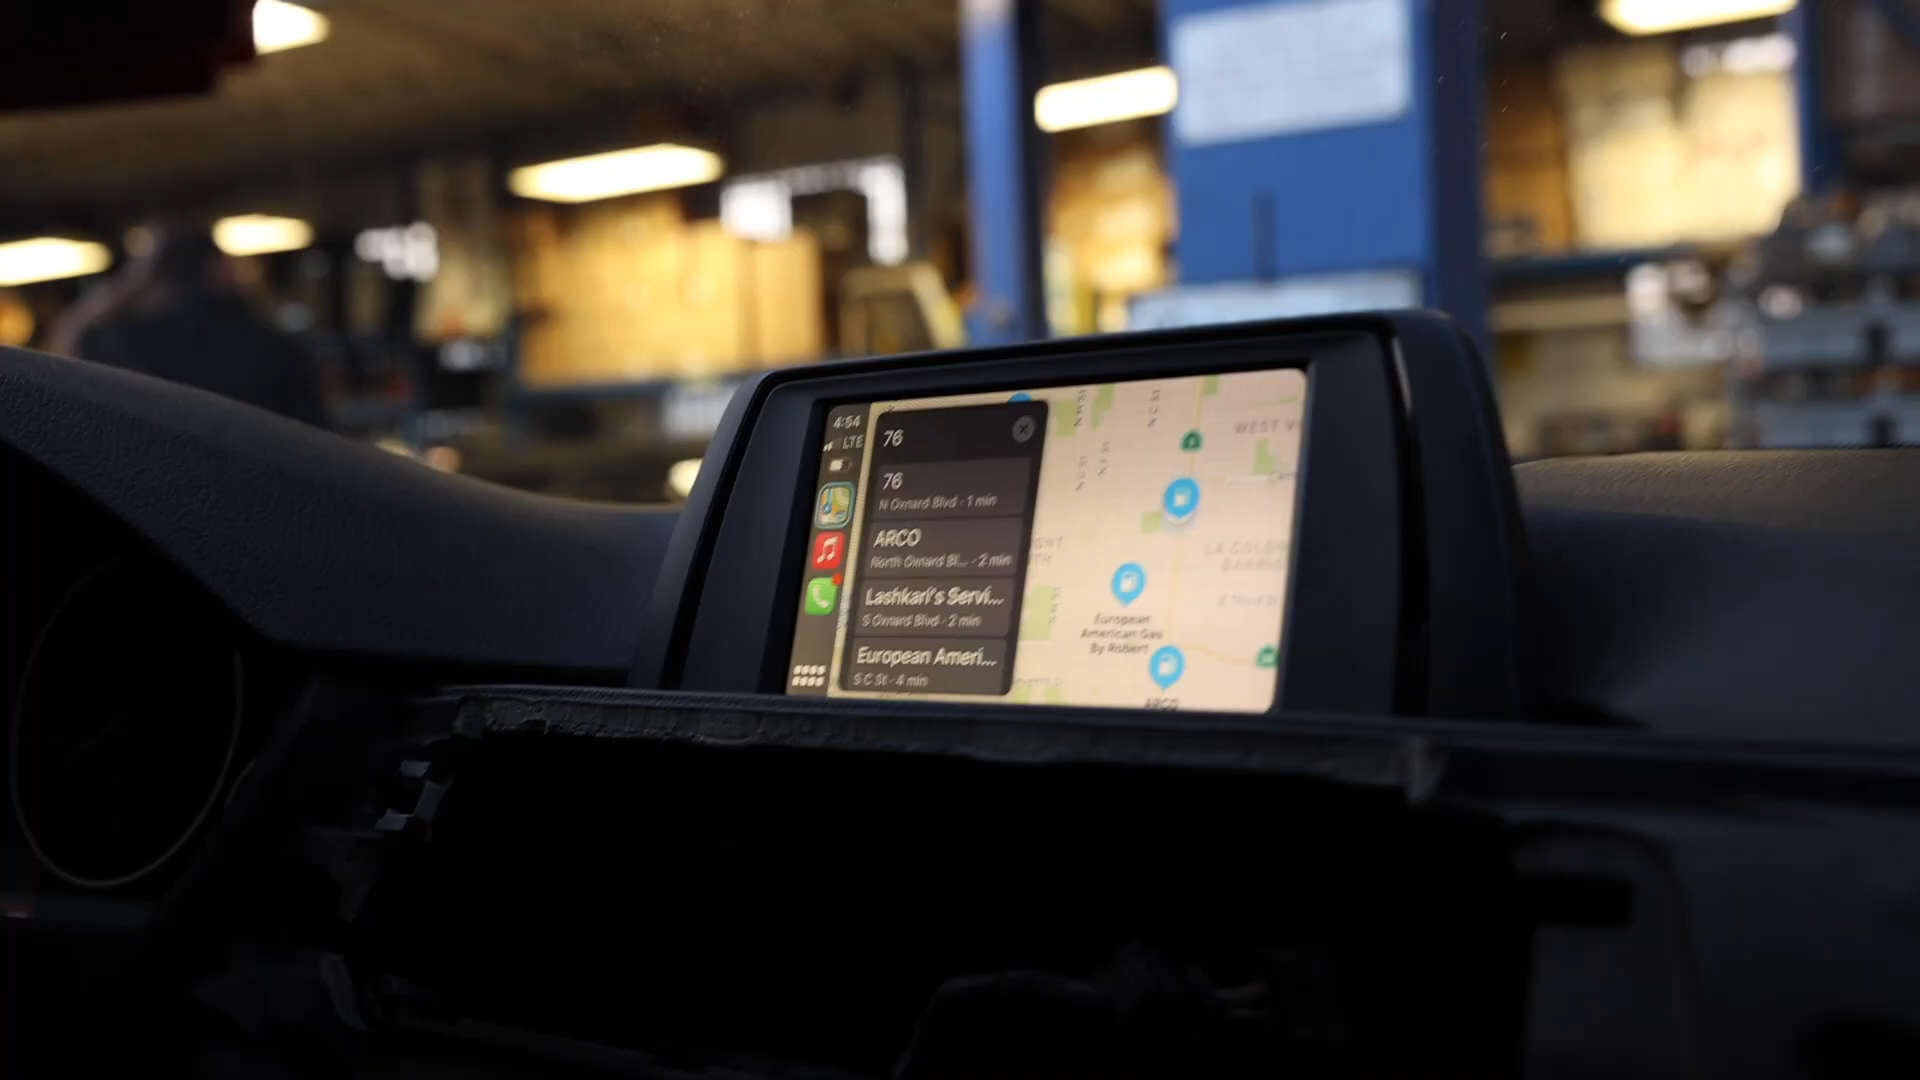 4:54
LTE
76
76
N Oxnard Blvd · 1 min
ARCO
North Oxnard Bl... · 2 min
Lashkari's Servi...
S Oxnard Blvd · 2 min
European Ameri...
S C St · 4 min
WEST V
European
American Gas
By Robert
ARCO